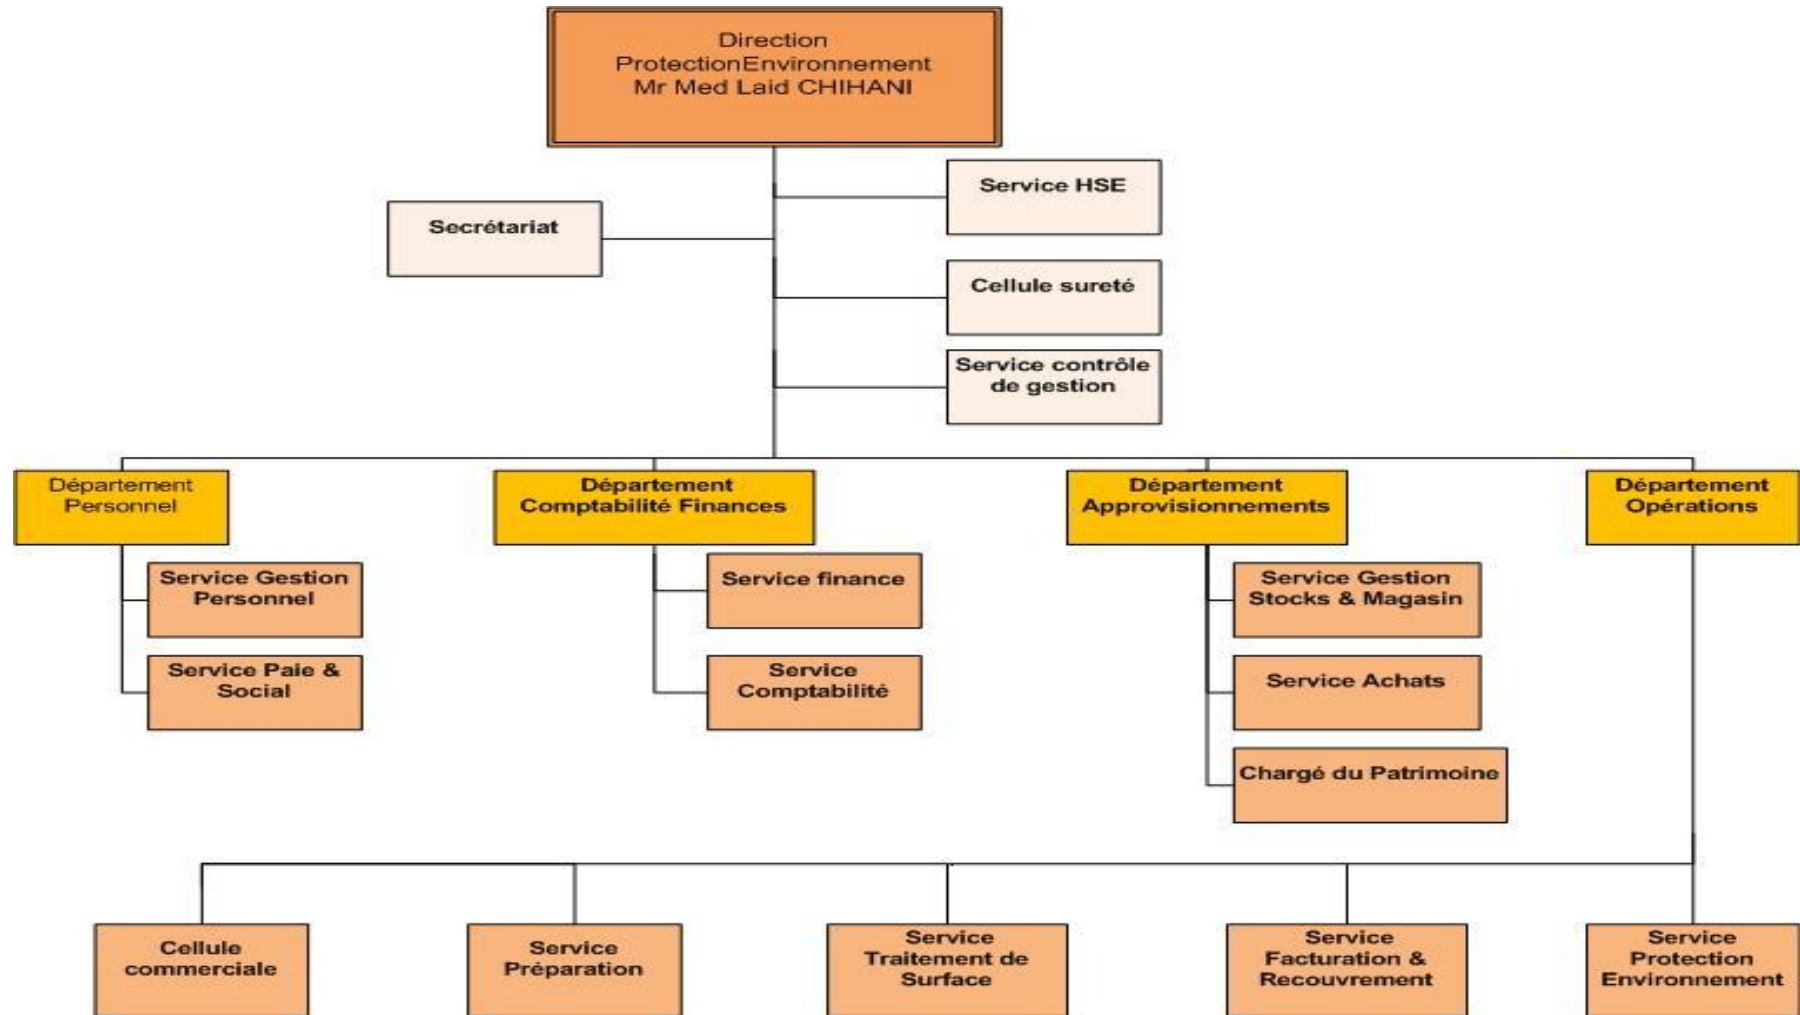 Direction
ProtectionEnvironnement
Mr Med Laid CHIHANI
Service HSE
Secrétariat
Cellule sureté
Service contrôle
de gestion
Département
Personnel
Département
Comptabilité Finances
Département
Approvisionnements
Département
Opérations
Service Gestion
Personnel
Service Paie &
Social
Service finance
Service
Comptabilité
Service Gestion
Stocks & Magasin
Service Achats
Chargé du Patrimoine
Cellule
commerciale
Service
Préparation
Service
Traitement de
Surface
Service
Facturation &
Recouvrement
Service
Protection
Environnement